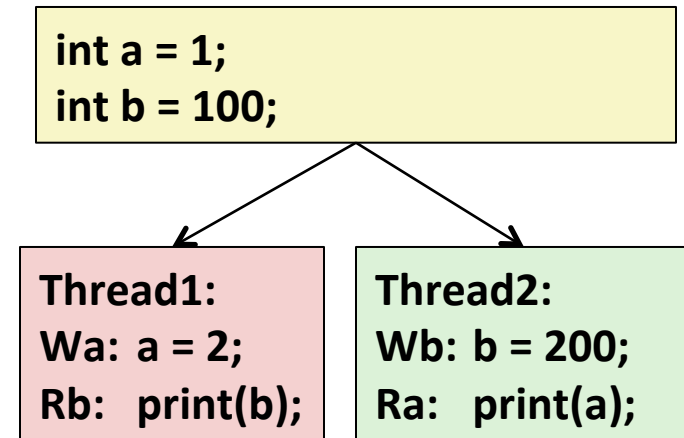 int a = 1;
int b = 100;
Thread1:
Wa: a = 2;
Rb: print(b);
Thread2:
Wb: b = 200;
Ra: print(a);